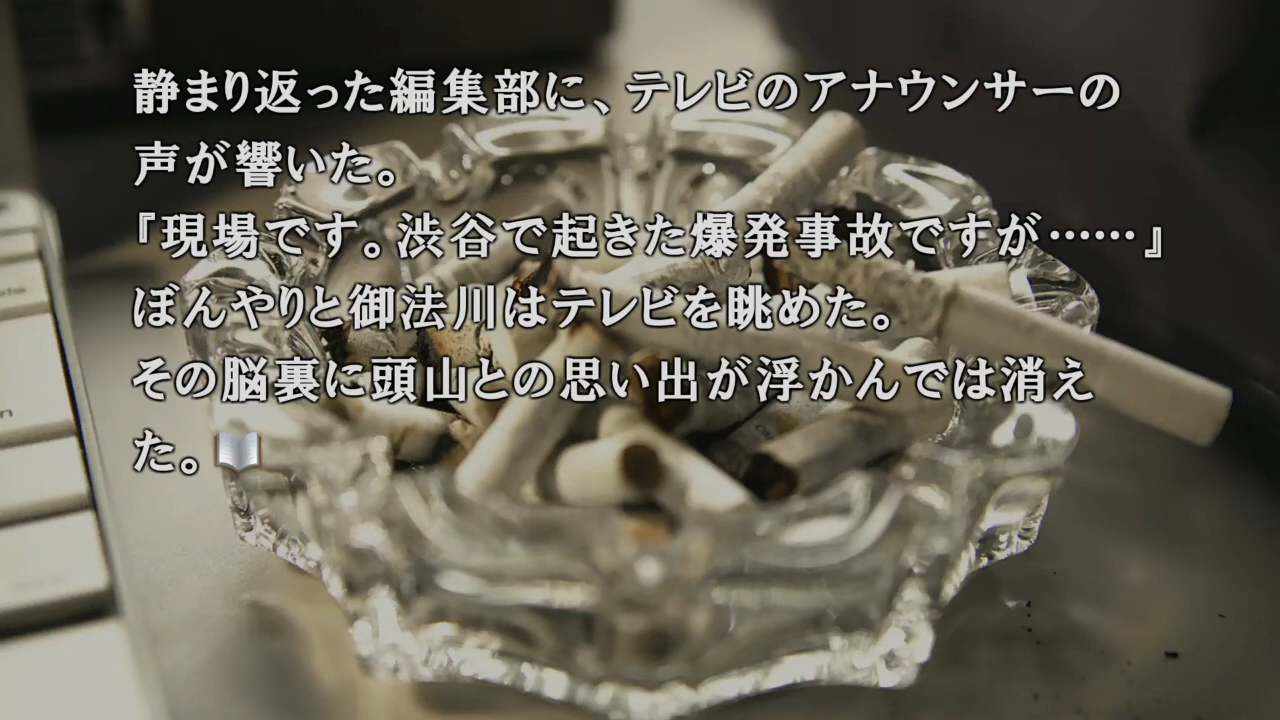 静まり返った編集部に、テレビのアナウンサーの
声が響いた。
『現場です。渋谷で起きた爆発事故ですが……』
ぼんやりと御法川はテレビを眺めた。
その脳裏に頭山との思い出が浮かんでは消え
た。